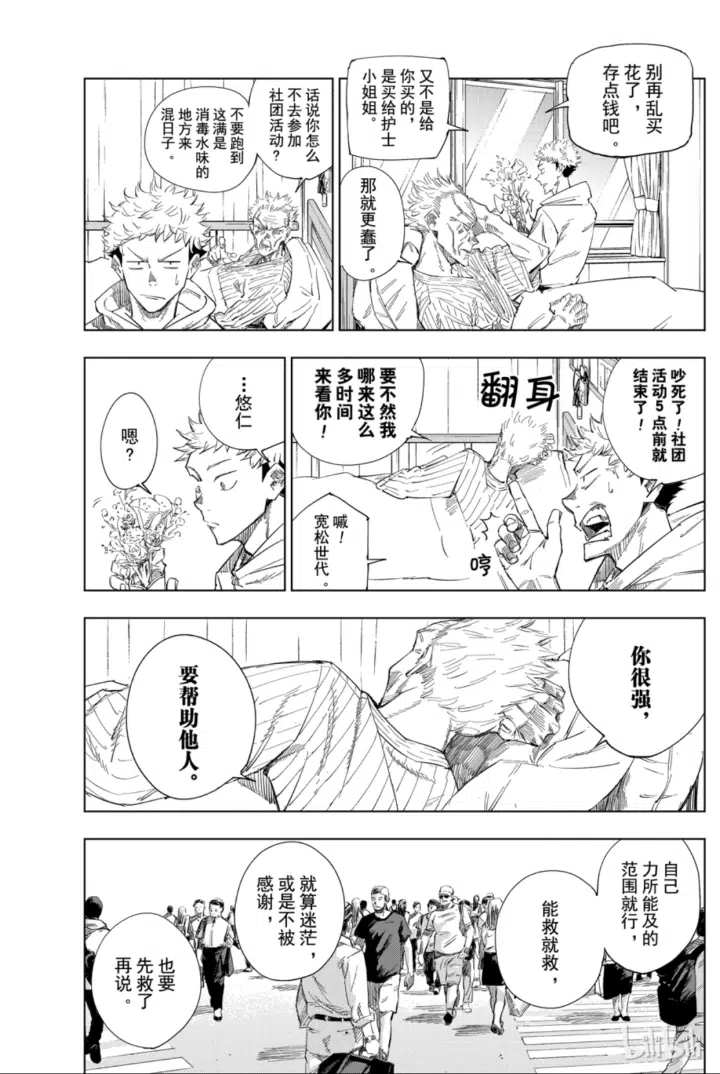 别再乱买
花了，
存点钱吧。
又不是给
你买的，
是买给护士
小姐姐。
那就更蠢了。
话说你怎么
不去参加
社团活动？
不要跑到
这满是
消毒水味的
地方来
混日子。
吵死了！社团
活动5点前就
结束了！
翻身
要不然我
哪来这么
多时间
来看你！
嘁！
宽松世代。
哼
…悠仁
嗯？
你很强，
要帮助他人。
自己
力所能及的
范围就行，
能救就救，
就算迷茫，
或是不被
感谢，
也要
先救了
再说。
bilibili